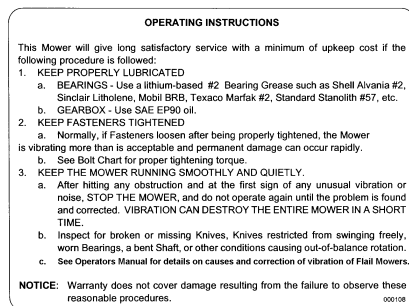 OPERATING INSTRUCTIONS
This Mower will give long satisfactory service with a minimum of upkeep cost if the
following procedure is followed:
1. KEEP PROPERLY LUBRICATED
a. BEARINGS - Use a lithium-based #2 Bearing Grease such as Shell Alvania #2,
Sinclair Litholene, Mobil BRB, Texaco Marfak #2, Standard Stanolith #57, etc.
b. GEARBOX - Use SAE EP90 oil.
2. KEEP FASTENERS TIGHTENED
a. Normally, if Fasteners loosen after being properly tightened, the Mower
is vibrating more than is acceptable and permanent damage can occur rapidly.
b. See Bolt Chart for proper tightening torque.
3. KEEP THE MOWER RUNNING SMOOTHLY AND QUIETLY.
a. After hitting any obstruction and at the first sign of any unusual vibration or
noise, STOP THE MOWER, and do not operate again until the problem is found
and corrected. VIBRATION CAN DESTROY THE ENTIRE MOWER IN A SHORT
TIME.
b. Inspect for broken or missing Knives, Knives restricted from swinging freely,
worn Bearings, a bent Shaft, or other conditions causing out-of-balance rotation.
c. See Operators Manual for details on causes and correction of vibration of Flail Mowers.
NOTICE: Warranty does not cover damage resulting from the failure to observe these
reasonable procedures.
000108